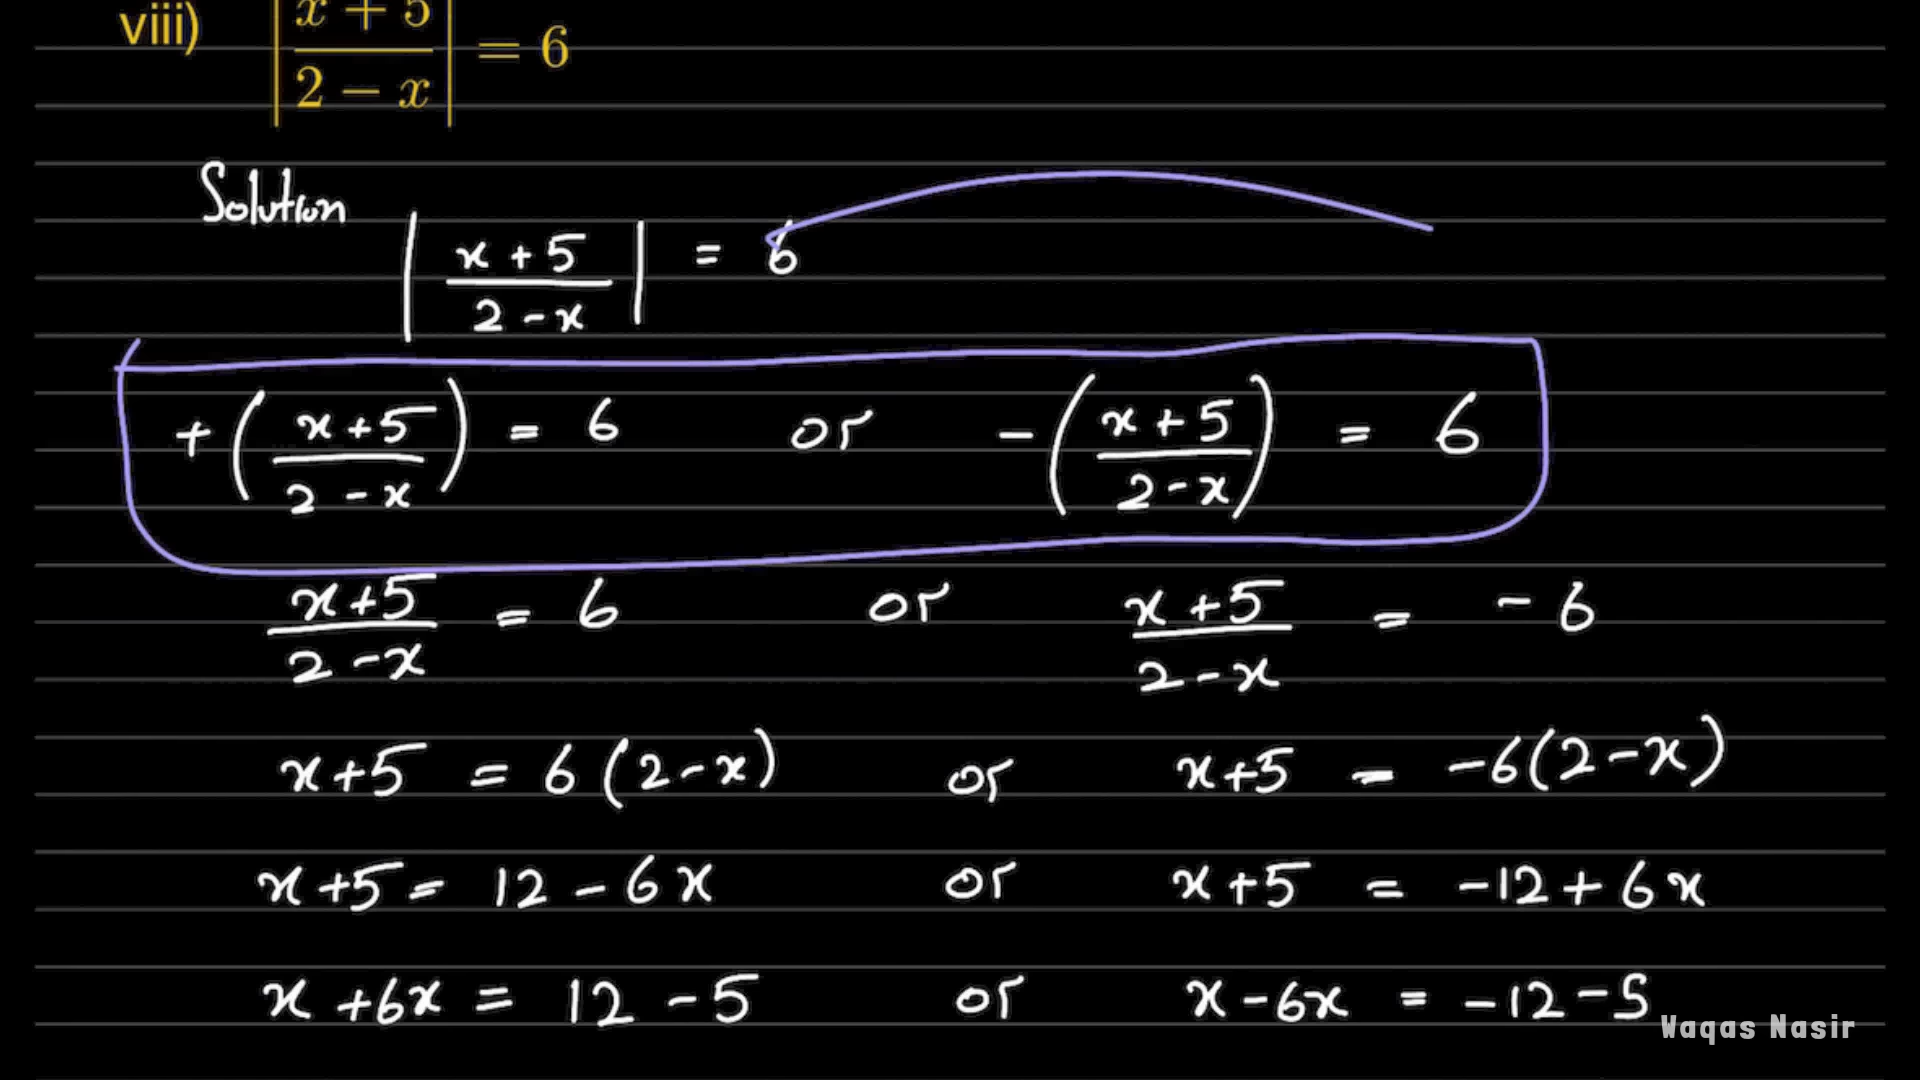 viii) |x + 5 / 2 − x| = 6
Solution
|x + 5 / 2 - x| = 6
+(x+5 / 2 - x) = 6 or -(x + 5 / 2 - x) = 6
x+5 / 2 - x = 6 or x + 5 / 2 - x = - 6
x+5 = 6 (2 - x) or x+5 = -6(2 - x)
x+5 = 12 - 6x or x+5 = -12 + 6x
x + 6x = 12 - 5 or x - 6x = -12 - 5
Waqas Nasir